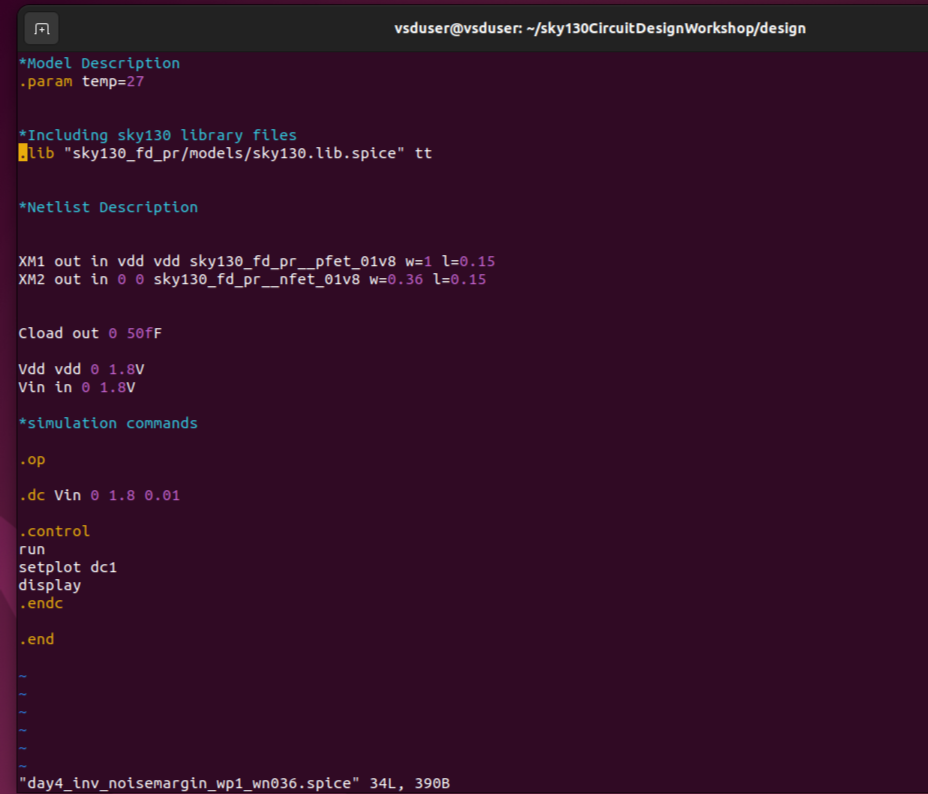 vsduser@vsduser: ~/sky130CircuitDesignWorkshop/design
*Model Description
.param temp=27
*Including sky130 library files
.lib "sky130_fd_pr/models/sky130.lib.spice" tt
*Netlist Description
XM1 out in vdd vdd sky130_fd_pr__pfet_01v8 w=1 l=0.15
XM2 out in 0 0 sky130_fd_pr__nfet_01v8 w=0.36 l=0.15
Cload out 0 50fF
Vdd vdd 0 1.8V
Vin in 0 1.8V
*simulation commands
.op
.dc Vin 0 1.8 0.01
.control
run
setplot dc1
display
.endc
.end
~
~
~
~
~
~
"day4_inv_noisemargin_wp1_wn036.spice" 34L, 390B